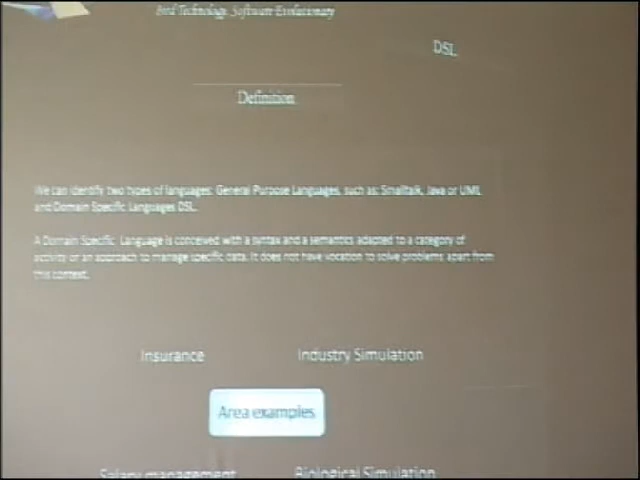 And Technology Software Evolutionary
DSL
Definition
We can identify two types of languages: General Purpose Languages, such as: Smalltalk, Java or UML
and Domain Specific Languages DSL.
A Domain Specific Language is conceived with a syntax and a semantics adapted to a category of
activity or an approach to manage specific data. It does not have vocation to solve problems apart from
this context.
Insurance
Industry Simulation
Area examples
Salary management
Biological Simulation